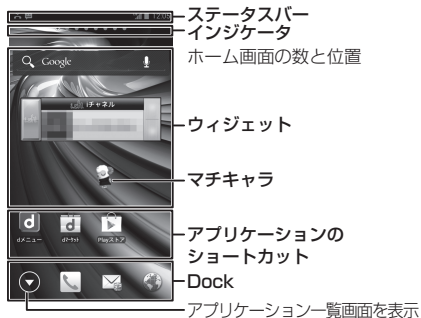 12:05
ステータスバー
インジケータ
ホーム画面の数と位置
Google
iチャネル
ウィジェット
マチキャラ
dメニュー
dマーケット
Playストア
アプリケーションの
ショートカット
Dock
アプリケーション一覧画面を表示